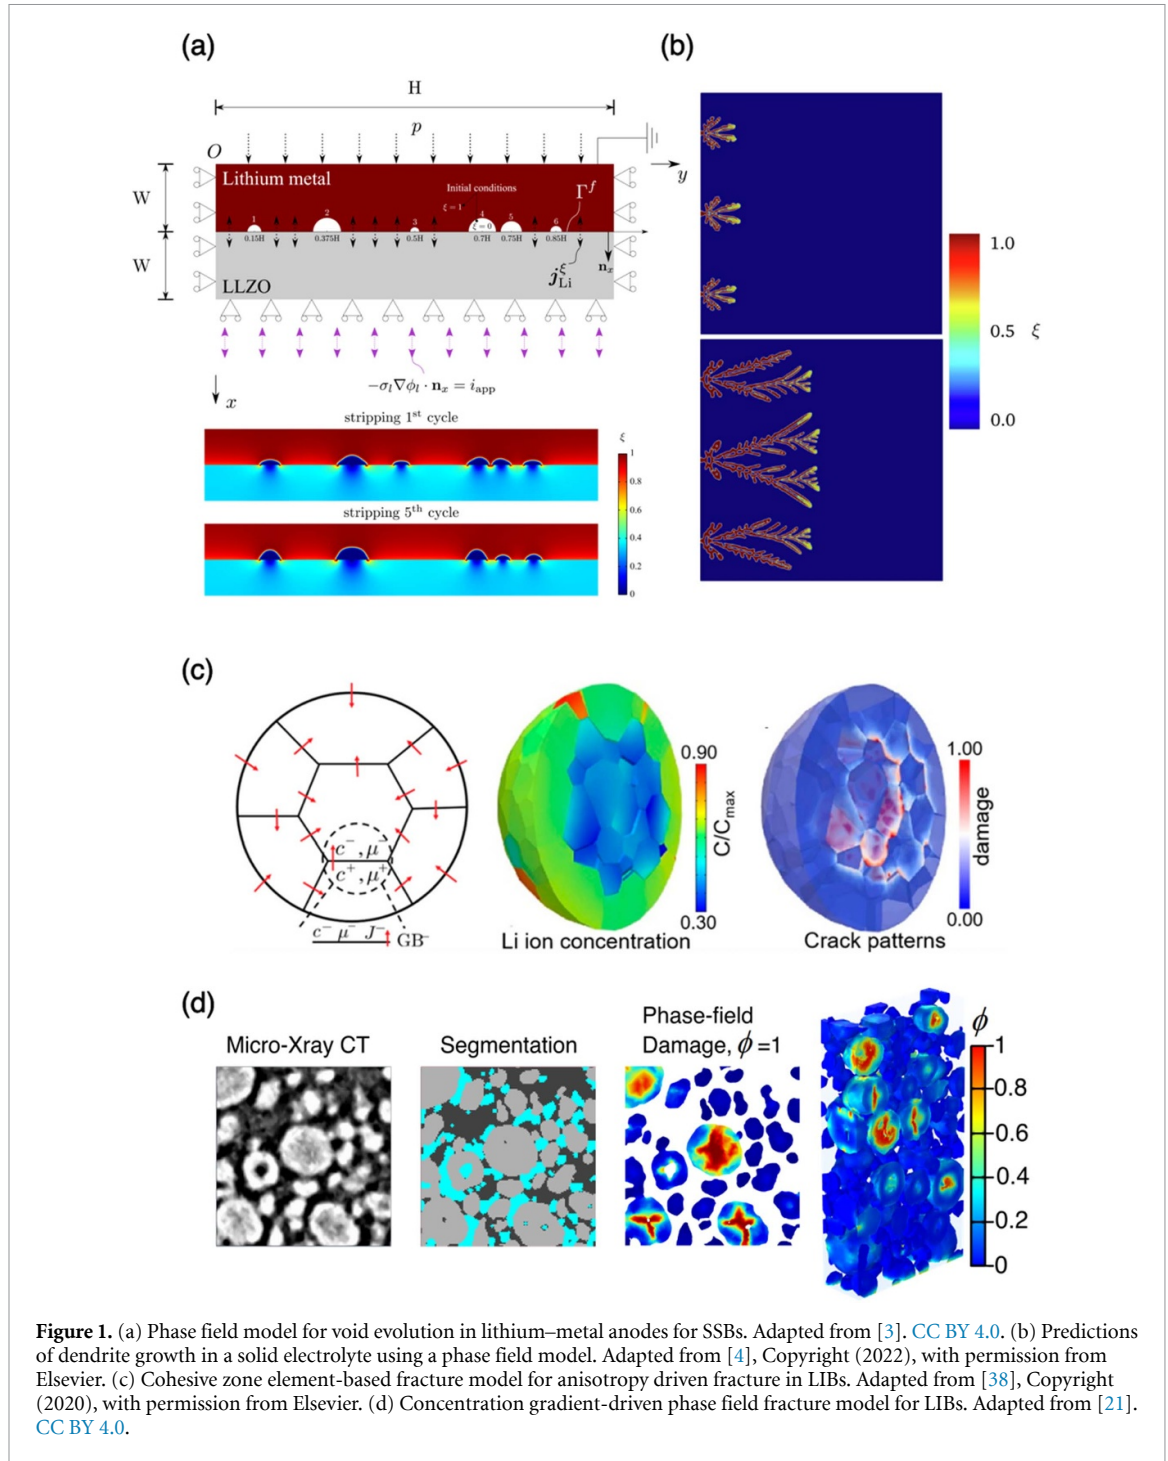 (a)
(b)
H
p
O
Lithium metal
Initial conditions
ξ = 1
ξ = 0
Γ^f
y
W
1
2
3
4
5
6
0.15H
0.375H
0.5H
0.7H
0.75H
0.85H
W
LLZO
j^ξ_Li
n_x
−σ_l∇ϕ_l · n_x = i_app
x
stripping 1st cycle
ξ
1
0.8
0.6
0.4
0.2
0
stripping 5th cycle
1.0
0.5
ξ
0.0
(c)
c⁻, μ⁻
c⁺, μ⁺
c⁻ μ⁻ J⁻
GB⁻
0.90
C/Cmax
0.30
Li ion concentration
1.00
damage
0.00
Crack patterns
(d)
Micro-Xray CT
Segmentation
Phase-field
Damage, ϕ=1
ϕ
1
0.8
0.6
0.4
0.2
0
Figure 1. (a) Phase field model for void evolution in lithium–metal anodes for SSBs. Adapted from [3]. CC BY 4.0. (b) Predictions
of dendrite growth in a solid electrolyte using a phase field model. Adapted from [4], Copyright (2022), with permission from
Elsevier. (c) Cohesive zone element-based fracture model for anisotropy driven fracture in LIBs. Adapted from [38], Copyright
(2020), with permission from Elsevier. (d) Concentration gradient-driven phase field fracture model for LIBs. Adapted from [21].
CC BY 4.0.